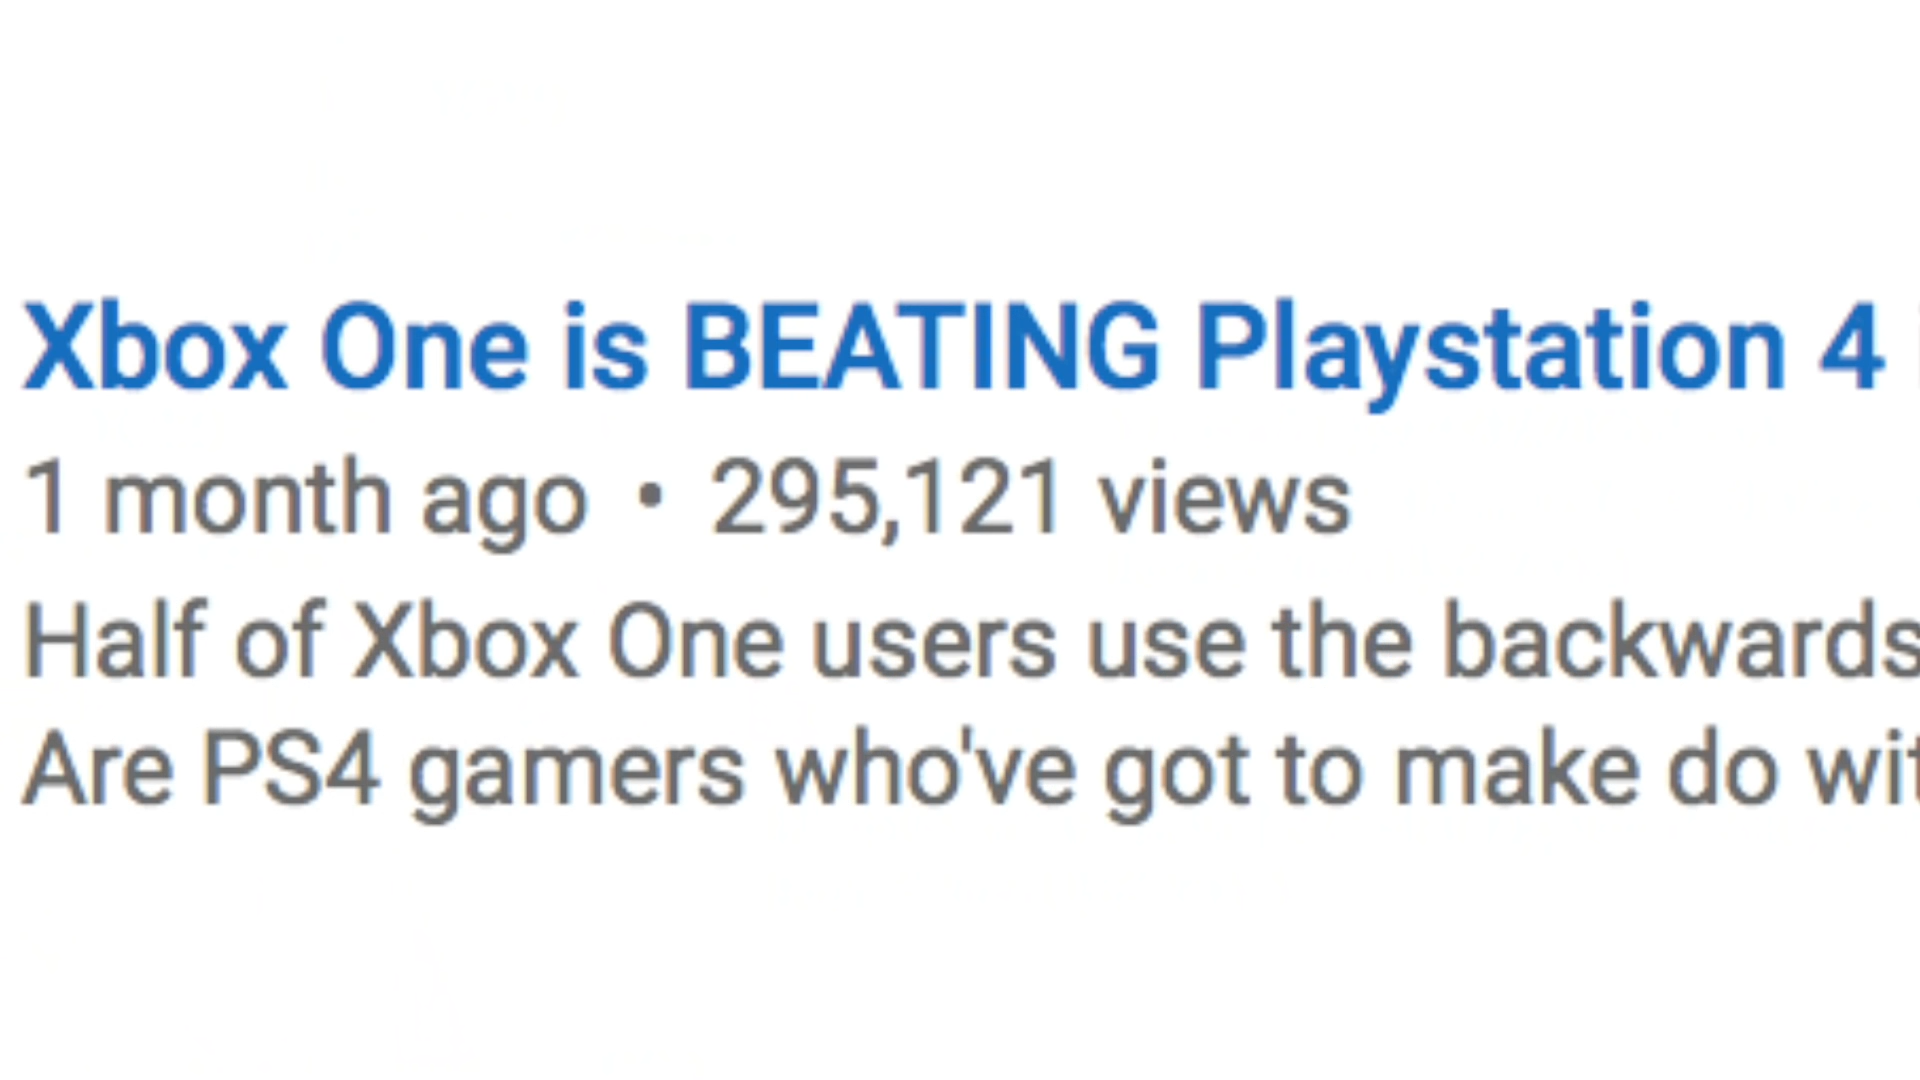 Xbox One is BEATING Playstation 4
1 month ago • 295,121 views
Half of Xbox One users use the backwards
Are PS4 gamers who've got to make do